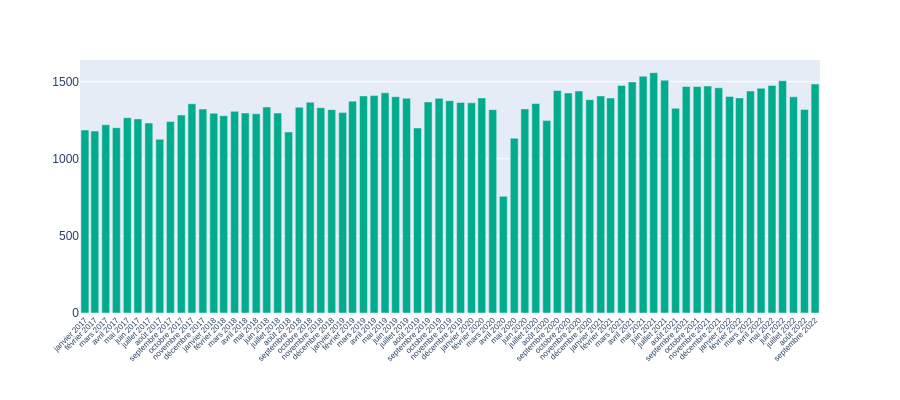 1500
1000
500
0
janvier 2017
février 2017
mars 2017
avril 2017
mai 2017
juin 2017
juillet 2017
août 2017
septembre 2017
octobre 2017
novembre 2017
décembre 2017
janvier 2018
février 2018
mars 2018
avril 2018
mai 2018
juin 2018
juillet 2018
août 2018
septembre 2018
octobre 2018
novembre 2018
décembre 2018
janvier 2019
février 2019
mars 2019
avril 2019
mai 2019
juin 2019
juillet 2019
août 2019
septembre 2019
octobre 2019
novembre 2019
décembre 2019
janvier 2020
février 2020
mars 2020
avril 2020
mai 2020
juin 2020
juillet 2020
août 2020
septembre 2020
octobre 2020
novembre 2020
décembre 2020
janvier 2021
février 2021
mars 2021
avril 2021
mai 2021
juin 2021
juillet 2021
août 2021
septembre 2021
octobre 2021
novembre 2021
décembre 2021
janvier 2022
février 2022
mars 2022
avril 2022
mai 2022
juin 2022
juillet 2022
août 2022
septembre 2022